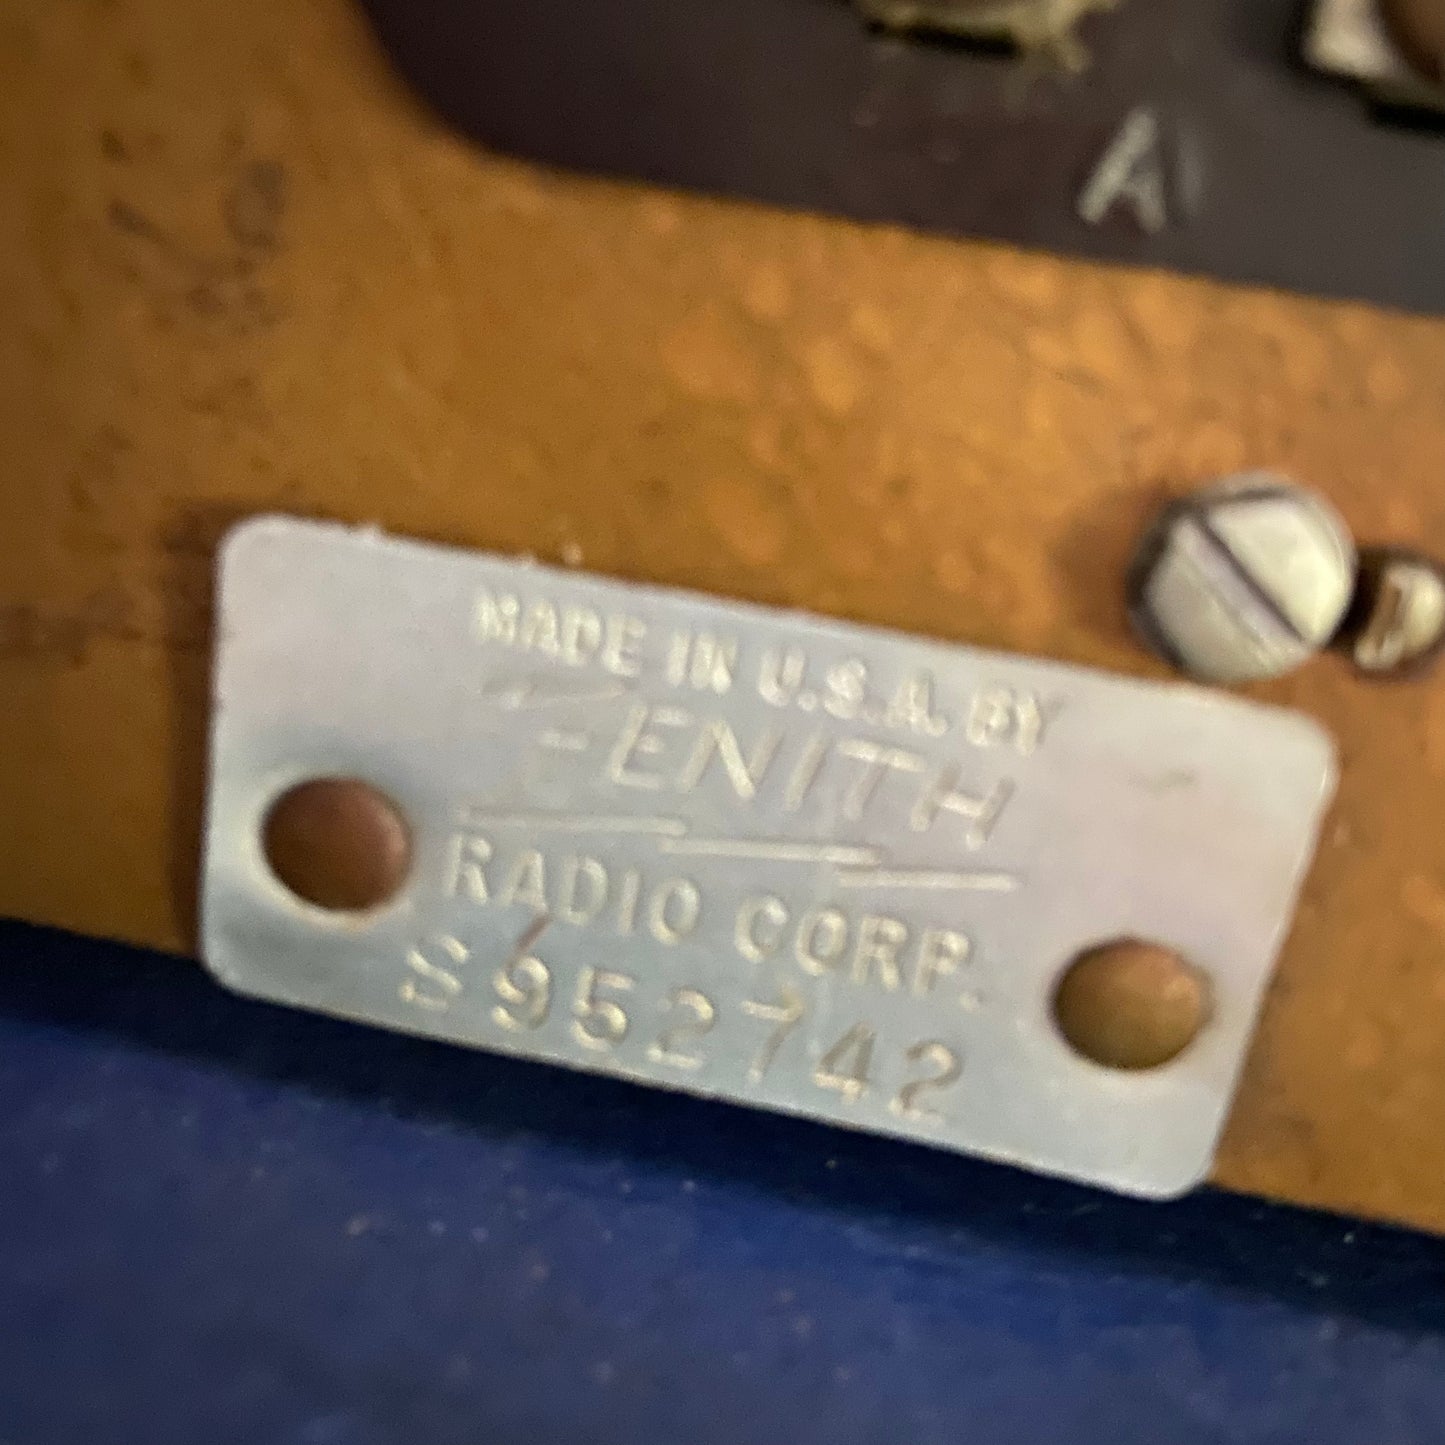 A
MADE IN U.S.A. BY
ZENITH
RADIO CORP.
S952742